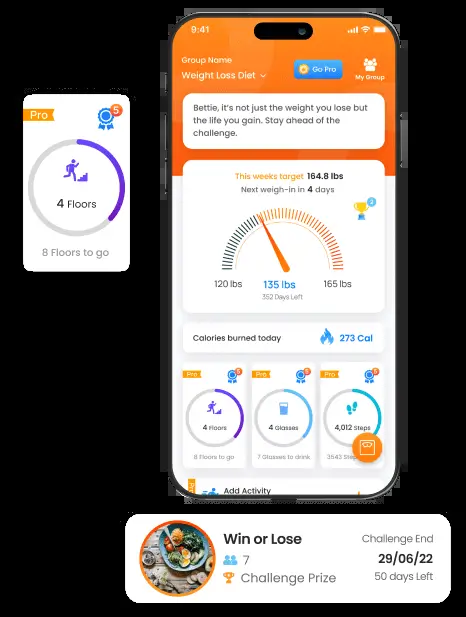 Pro
5
4 Floors
8 Floors to go
9:41
Group Name
Weight Loss Diet
Go Pro
My Group
Bettie, it's not just the weight you lose but
the life you gain. Stay ahead of the
challenge.
This weeks target 164.8 lbs
Next weigh-in in 4 days
120 lbs
135 lbs
165 lbs
352 Days Left
Calories burned today
273 Cal
Pro
5
4 Floors
8 Floors to go
Pro
5
4 Glasses
7 Glasses to drink
Pro
5
4,012 Steps
3543
Add Activity
Win or Lose
7
Challenge Prize
Challenge End
29/06/22
50 days Left